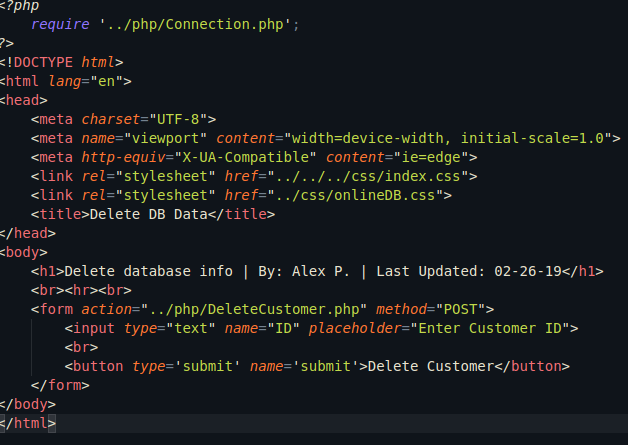 <?php
    require '../php/Connection.php';
?>
<!DOCTYPE html>
<html lang="en">
<head>
    <meta charset="UTF-8">
    <meta name="viewport" content="width=device-width, initial-scale=1.0">
    <meta http-equiv="X-UA-Compatible" content="ie=edge">
    <link rel="stylesheet" href="../../../css/index.css">
    <link rel="stylesheet" href="../css/onlineDB.css">
    <title>Delete DB Data</title>
</head>
<body>
    <h1>Delete database info | By: Alex P. | Last Updated: 02-26-19</h1>
    <br><hr><br>
    <form action="../php/DeleteCustomer.php" method="POST">
        <input type="text" name="ID" placeholder="Enter Customer ID">
        <br>
        <button type='submit' name='submit'>Delete Customer</button>
    </form>
</body>
</html>